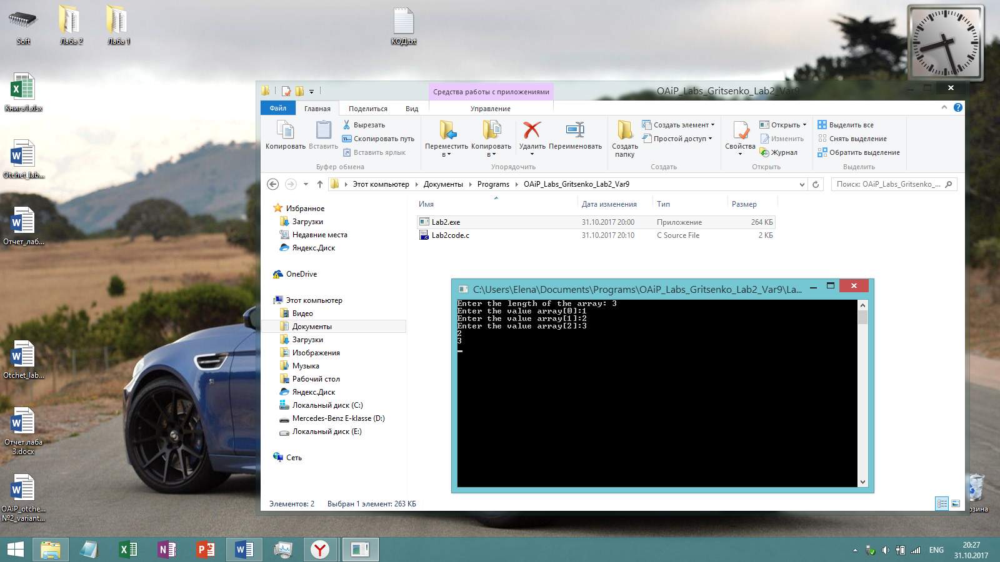 Soft
Лаба 2
Лаба 1
КОД.txt
Книга1.xlsx
Otchet_lab...
Отчет_лаб...
Otchet_lab...
Отчет лаба
3.docx
OAiP_otche...
№2_variant...
Средства работы с приложениями
OAiP_Labs_Gritsenko_Lab2_Var9
Файл
Главная
Поделиться
Вид
Управление
Копировать
Вставить
Вырезать
Скопировать путь
Вставить ярлык
Буфер обмена
Переместить
в
Копировать
в
Удалить
Переименовать
Упорядочить
Создать
папку
Создать элемент
Простой доступ
Создать
Свойства
Открыть
Изменить
Журнал
Открыть
Выделить все
Снять выделение
Обратить выделение
Выделить
Этот компьютер
Документы
Programs
OAiP_Labs_Gritsenko_Lab2_Var9
Поиск: OAiP_Labs_Gritsenko_...
Избранное
Загрузки
Недавние места
Яндекс.Диск
OneDrive
Этот компьютер
Видео
Документы
Загрузки
Изображения
Музыка
Рабочий стол
Яндекс.Диск
Локальный диск (C:)
Mercedes-Benz E-klasse (D:)
Локальный диск (E:)
Сеть
Имя
Дата изменения
Тип
Размер
Lab2.exe
31.10.2017 20:00
Приложение
264 КБ
Lab2code.c
31.10.2017 20:10
C Source File
2 КБ
C:\Users\Elena\Documents\Programs\OAiP_Labs_Gritsenko_Lab2_Var9\La...
Enter the length of the array: 3
Enter the value array[0]:1
Enter the value array[1]:2
Enter the value array[2]:3
2
3
Элементов: 2
Выбран 1 элемент: 263 КБ
рзина
ENG
20:27
31.10.2017